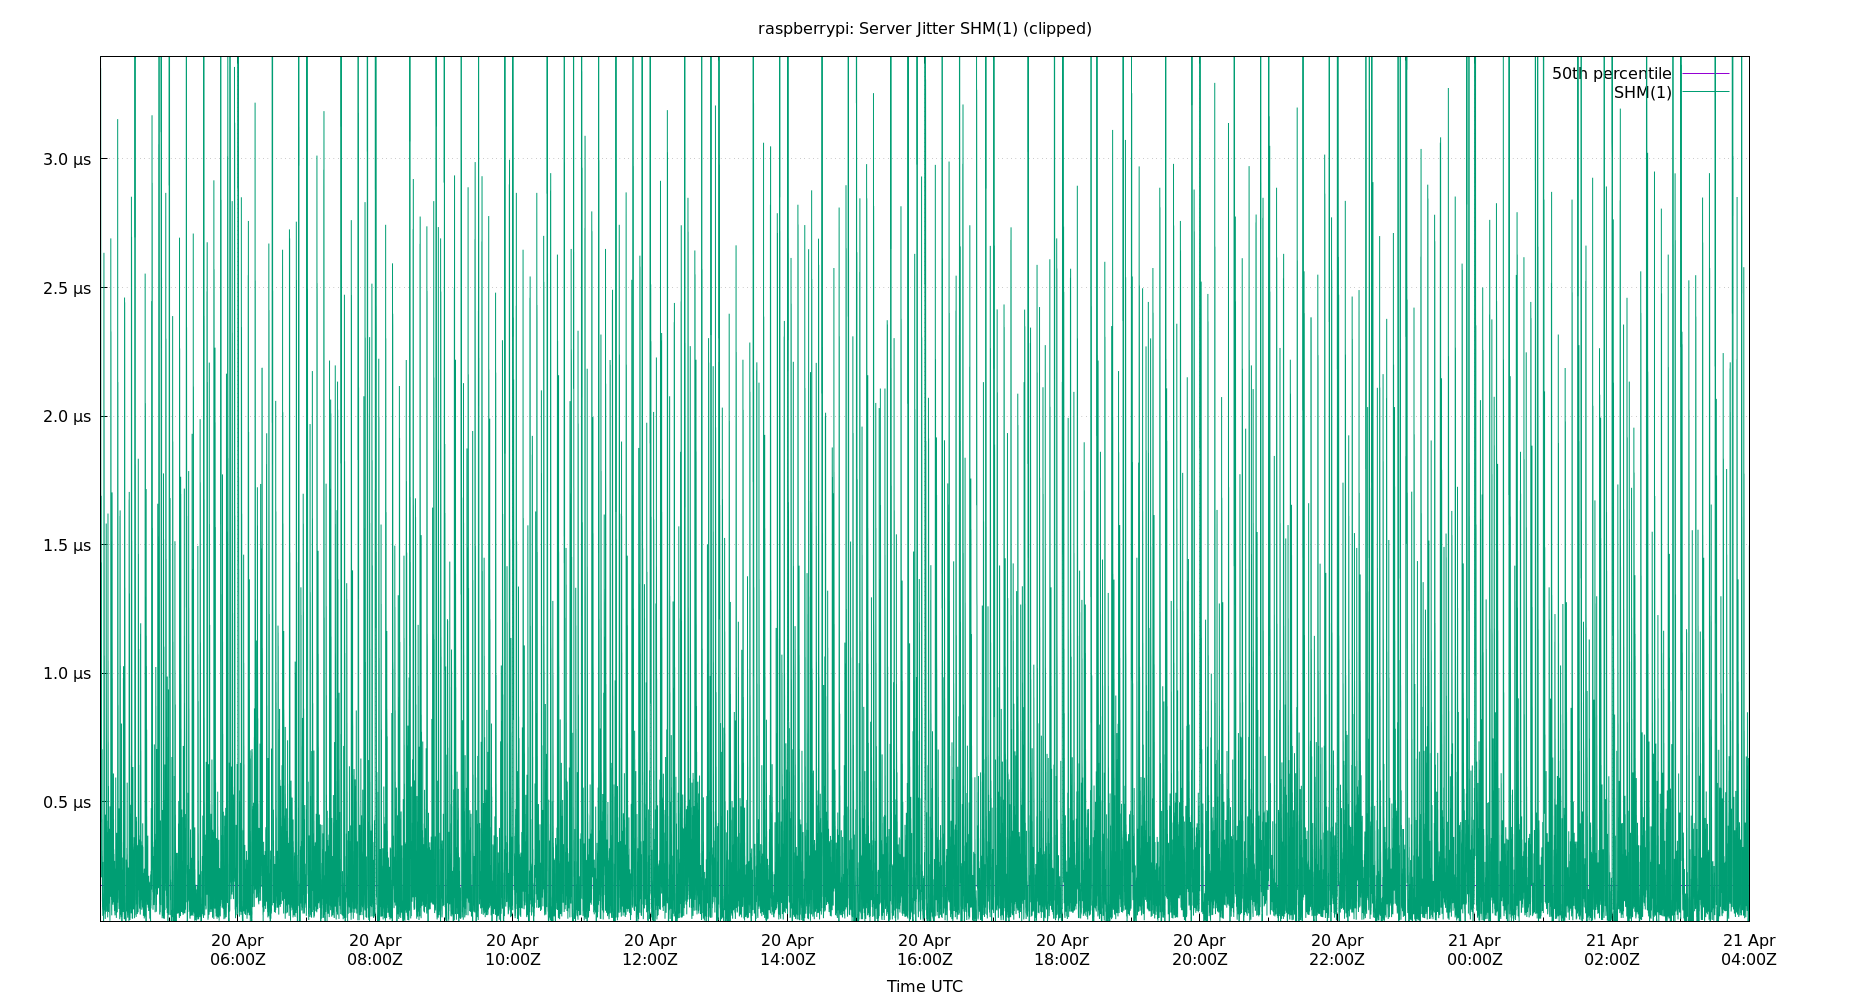 raspberrypi: Server Jitter SHM(1) (clipped)
50th percentile
SHM(1)
3.0 µs
2.5 µs
2.0 µs
1.5 µs
1.0 µs
0.5 µs
20 Apr 20 Apr 20 Apr 20 Apr 20 Apr 20 Apr 20 Apr 20 Apr 20 Apr 21 Apr 21 Apr 21 Apr
06:00Z 08:00Z 10:00Z 12:00Z 14:00Z 16:00Z 18:00Z 20:00Z 22:00Z 00:00Z 02:00Z 04:00Z
Time UTC